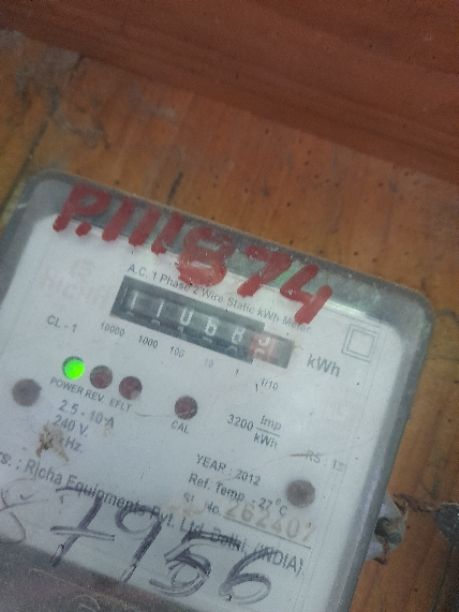 P.111874
A.C. 1 Phase 2 Wire Static kWh Meter
kWh
CL - 1 10000 1000 100 10 1 1/10
POWER REV. EFLT CAL
2.5 - 10 A
240 V.
3200 imp/kWh
YEAR : 2012
Ref. Temp : 27°C
Sl. No. 262407
Richa Equipments Pvt. Ltd. Delhi, (INDIA)
87956